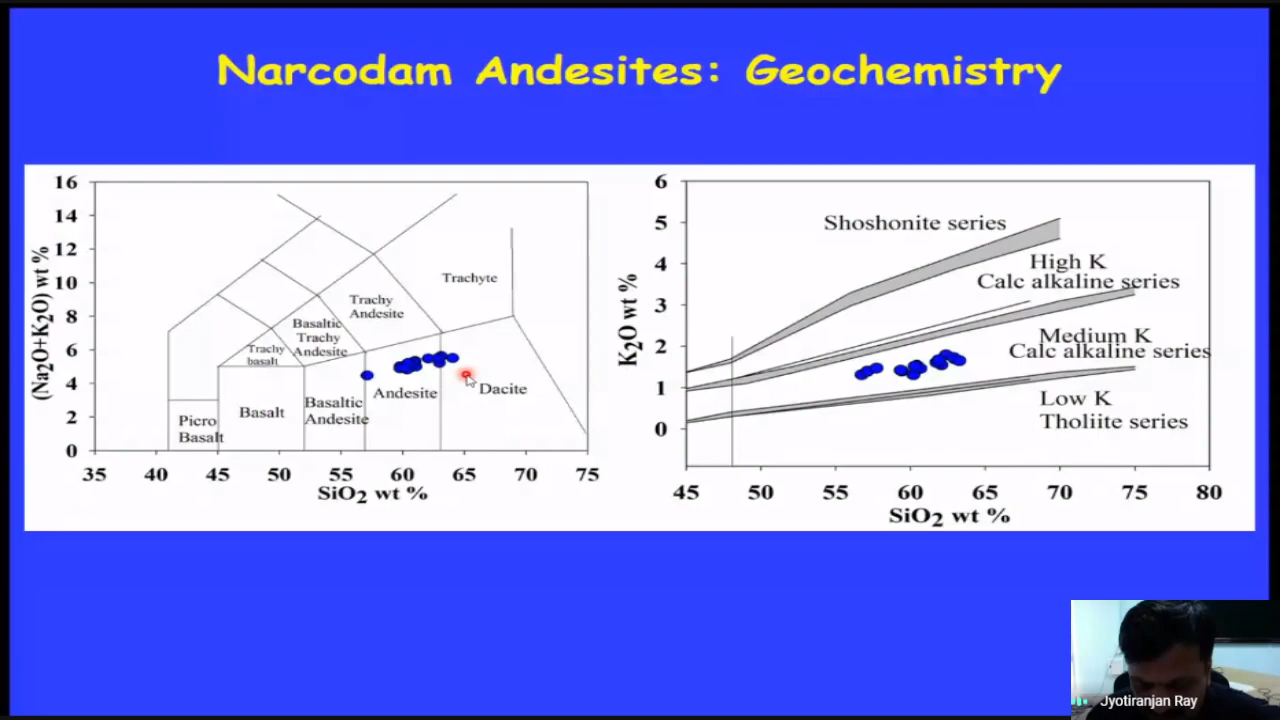 Narcodam Andesites: Geochemistry
(Na2O+K2O) wt %
16
14
12
10
8
6
4
2
0
Trachyte
Trachy
Andesite
Basaltic
Trachy
Andesite
Trachy
basalt
Picro
Basalt
Basalt
Basaltic
Andesite
Andesite
Dacite
35 40 45 50 55 60 65 70 75
SiO2 wt %
K2O wt %
6
5
4
3
2
1
0
Shoshonite series
High K
Calc alkaline series
Medium K
Calc alkaline series
Low K
Tholiite series
45 50 55 60 65 70 75 80
SiO2 wt %
Jyotiranjan Ray